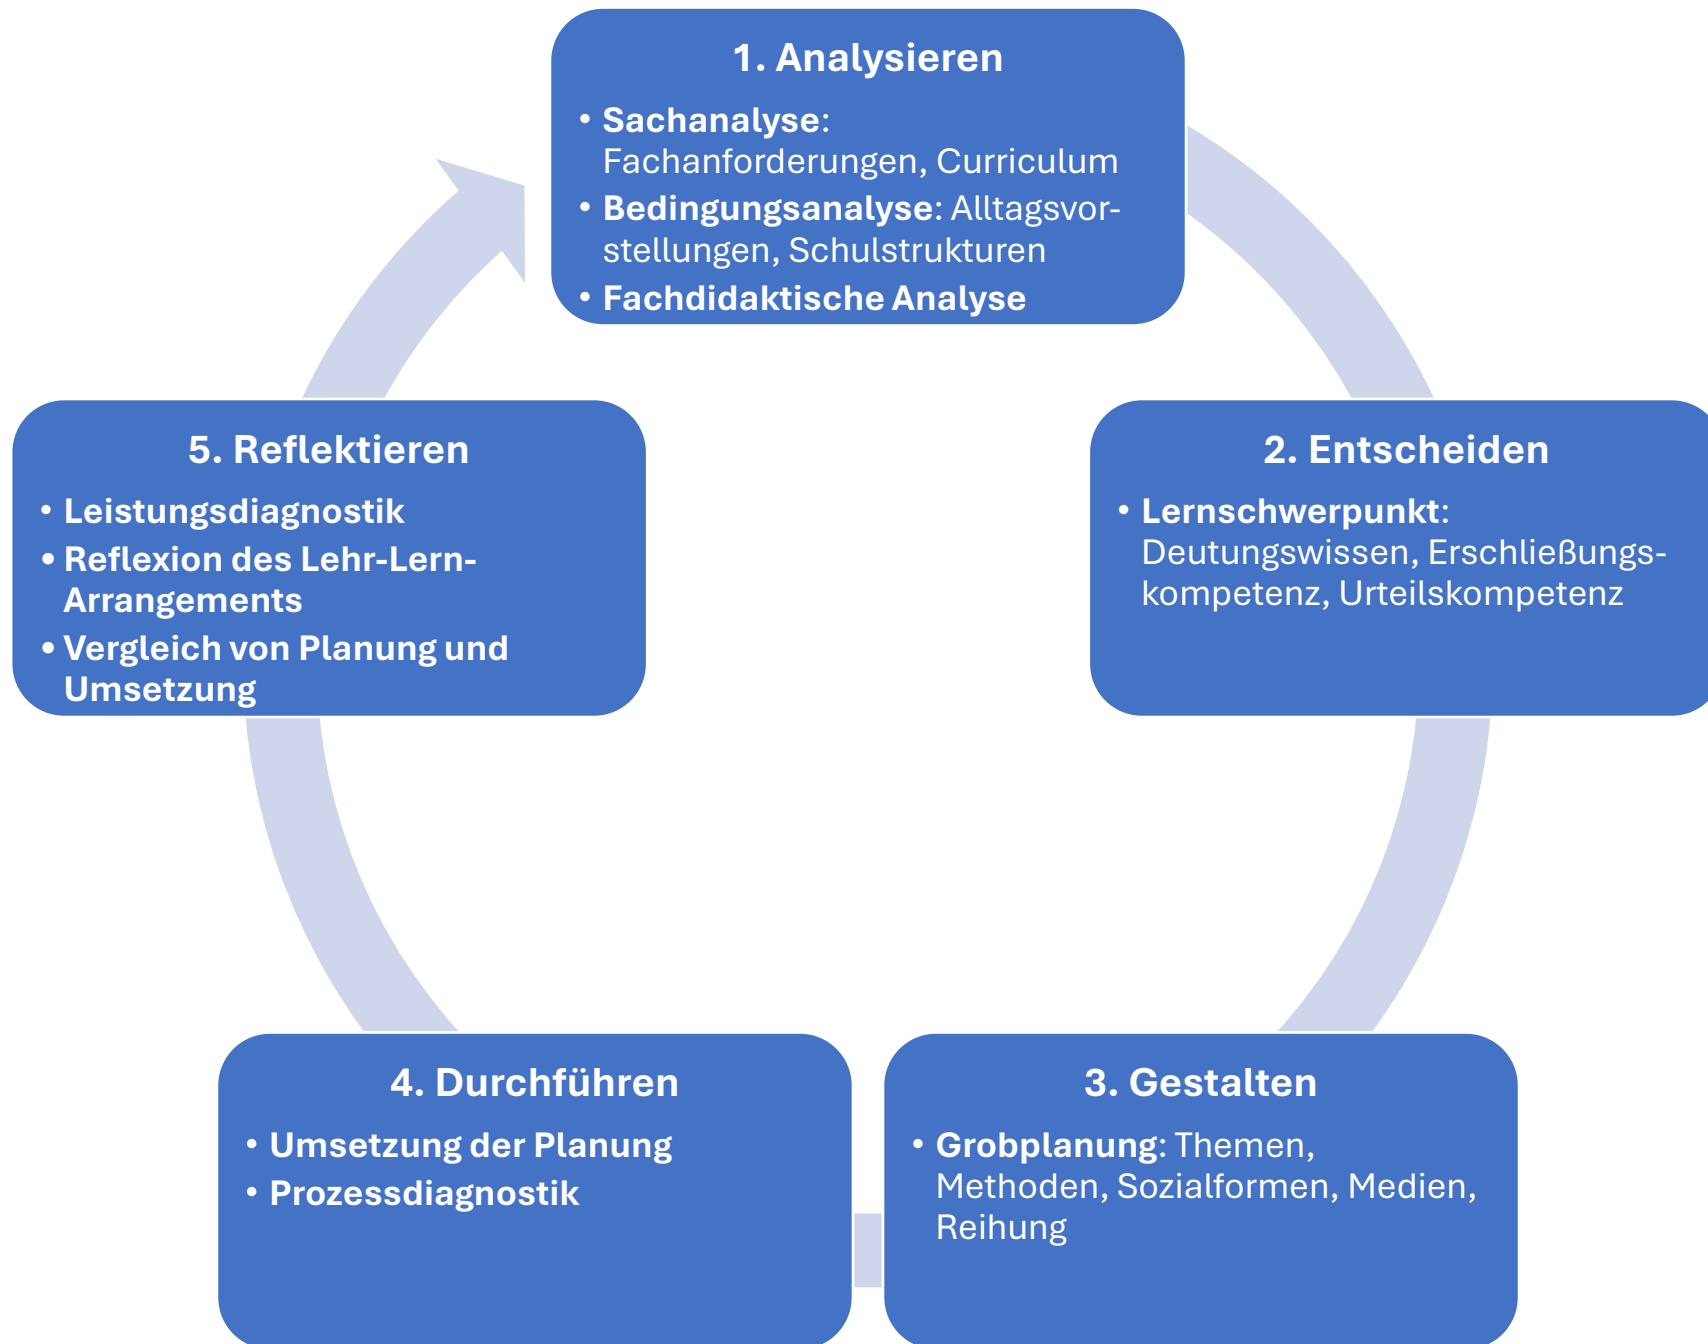 1. Analysieren
• Sachanalyse:
Fachanforderungen, Curriculum
• Bedingungsanalyse: Alltagsvor-
stellungen, Schulstrukturen
• Fachdidaktische Analyse
2. Entscheiden
• Lernschwerpunkt:
Deutungswissen, Erschließungs-
kompetenz, Urteilskompetenz
3. Gestalten
• Grobplanung: Themen,
Methoden, Sozialformen, Medien,
Reihung
4. Durchführen
• Umsetzung der Planung
• Prozessdiagnostik
5. Reflektieren
• Leistungsdiagnostik
• Reflexion des Lehr-Lern-
Arrangements
• Vergleich von Planung und
Umsetzung